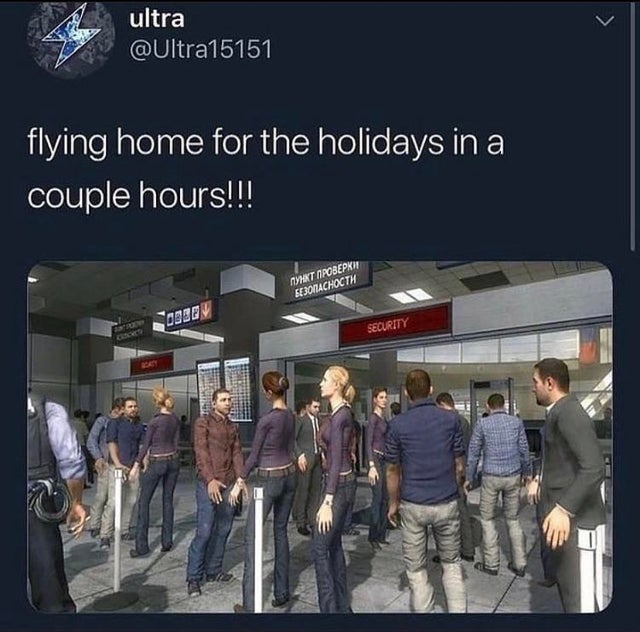 ultra
@Ultra15151
flying home for the holidays in a
couple hours!!!
ПУНКТ ПРОВЕРКИ
БЕЗОПАСНОСТИ
SECURITY